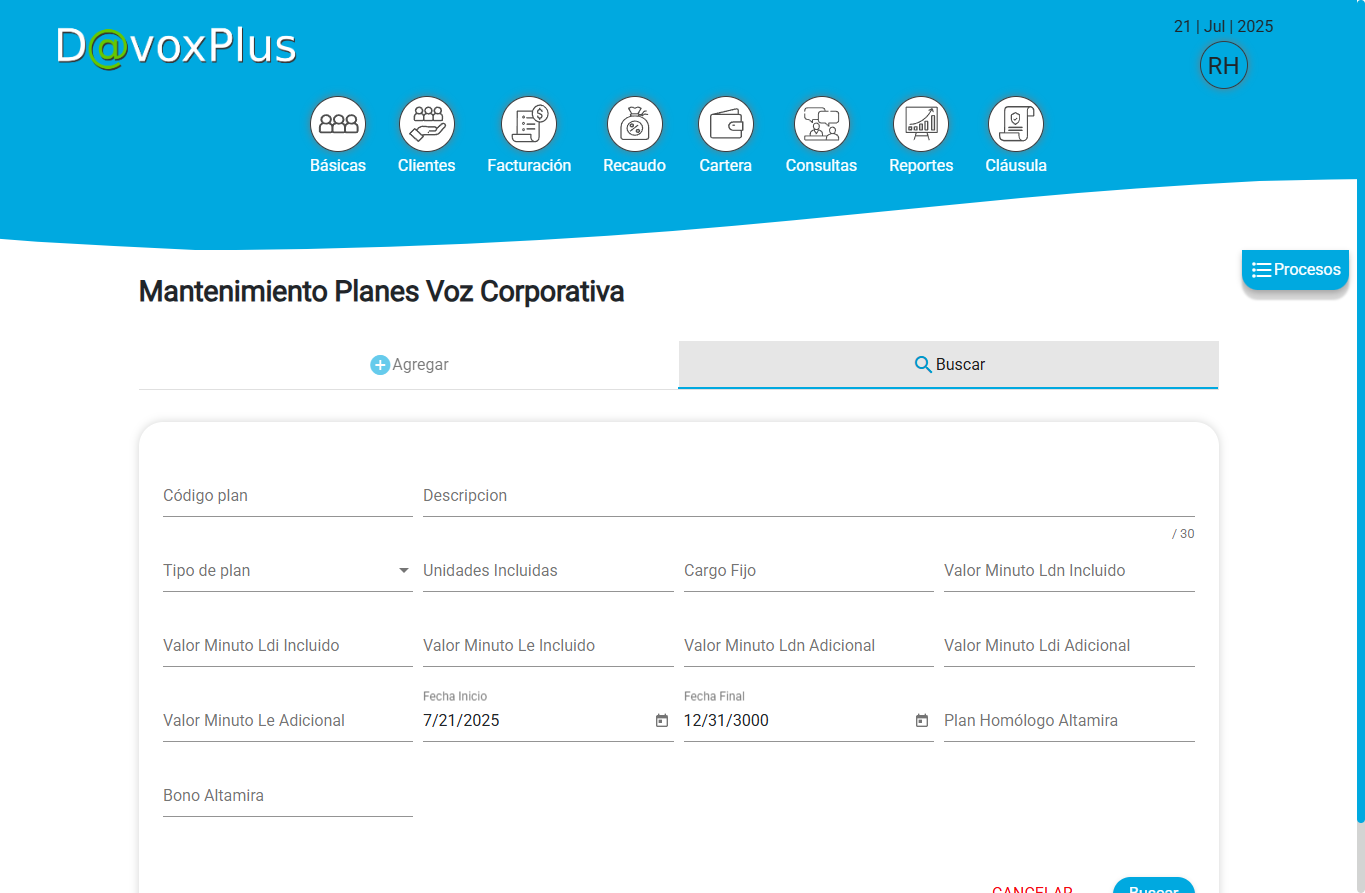 D@voxPlus
21 | Jul | 2025
RH
Básicas
Clientes
Facturación
Recaudo
Cartera
Consultas
Reportes
Cláusula
Procesos
Mantenimiento Planes Voz Corporativa
Agregar
Buscar
Código plan
Descripcion
/ 30
Tipo de plan
Unidades Incluidas
Cargo Fijo
Valor Minuto Ldn Incluido
Valor Minuto Ldi Incluido
Valor Minuto Le Incluido
Valor Minuto Ldn Adicional
Valor Minuto Ldi Adicional
Valor Minuto Le Adicional
Fecha Inicio
7/21/2025
Fecha Final
12/31/3000
Plan Homólogo Altamira
Bono Altamira
CANCELAR
Buscar